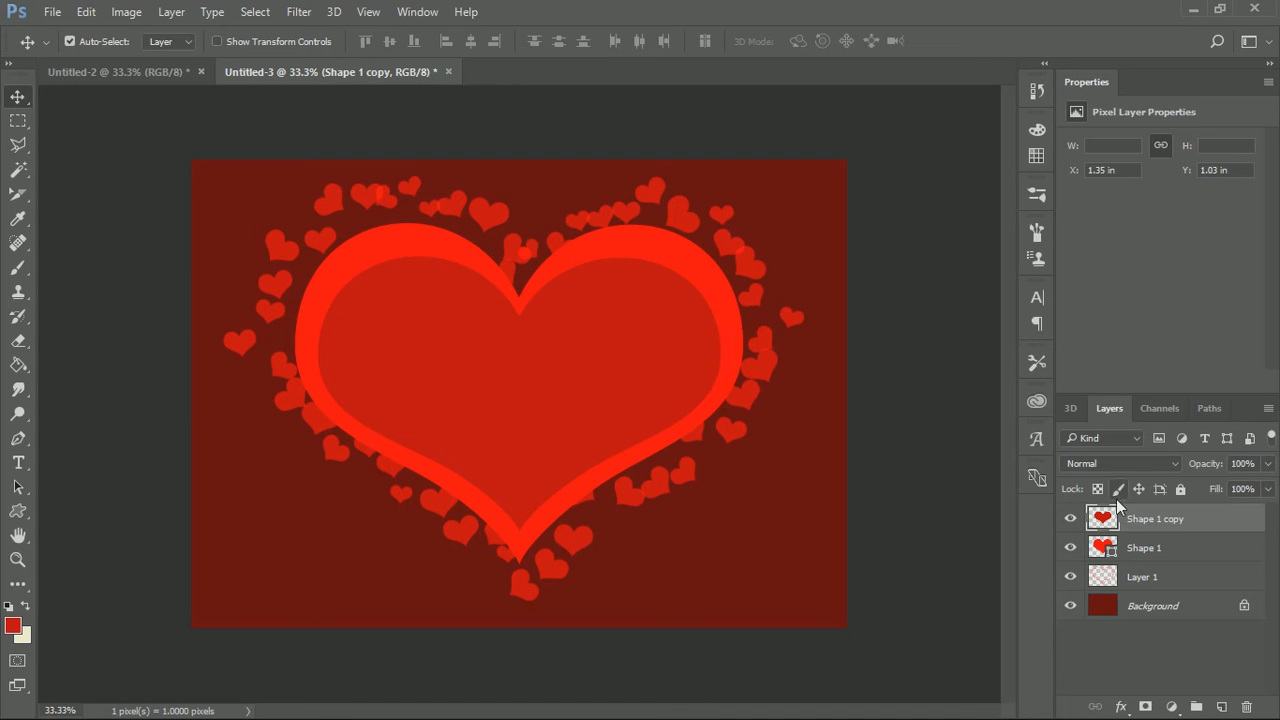 Ps File Edit Image Layer Type Select Filter 3D View Window Help
Auto-Select: Layer Show Transform Controls 3D Mode:
Untitled-2 @ 33.3% (RGB/8) * × Untitled-3 @ 33.3% (Shape 1 copy, RGB/8) * ×
Properties
Pixel Layer Properties
W: H:
X: 1.35 in Y: 1.03 in
3D Layers Channels Paths
Kind
Normal Opacity: 100%
Lock: Fill: 100%
Shape 1 copy
Shape 1
Layer 1
Background
33.33% 1 pixel(s) = 1.0000 pixels